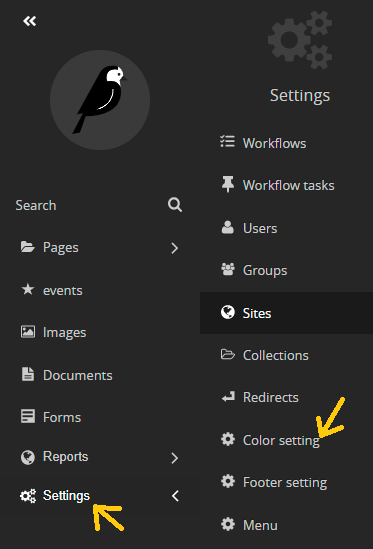 Search
Pages
events
Images
Documents
Forms
Reports
Settings
Settings
Workflows
Workflow tasks
Users
Groups
Sites
Collections
Redirects
Color setting
Footer setting
Menu